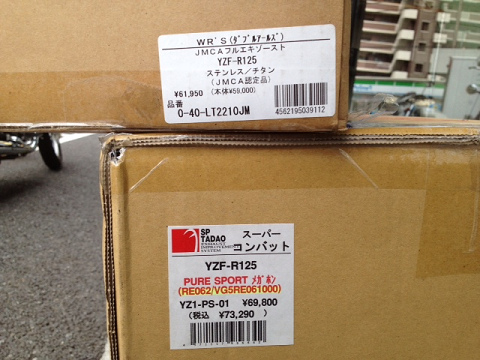 WR'S(ﾀﾞﾌﾞﾙｱｰﾙｽﾞ)
JMCAフルエキゾースト
YZF-R125
ステンレス/チタン
(JMCA認定品)
¥61,950 (本体¥59,000)
品番
0-40-LT2210JM
4562195039112
SP
TADAO
スーパー
コンバット
YZF-R125
PURE SPORT ﾒｶﾞﾎﾝ
(RE062/VG5RE061000)
YZ1-PS-01 ¥69,800
(税込 ¥73,290 )